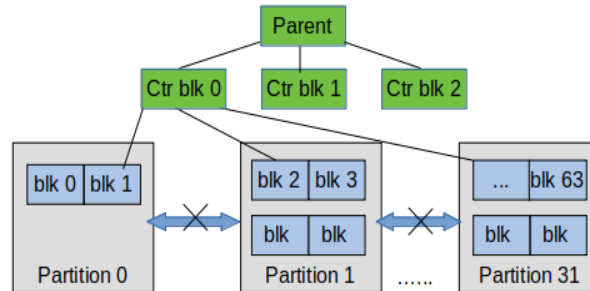 Parent
Ctr blk 0 Ctr blk 1 Ctr blk 2
blk 0 blk 1 blk 2 blk 3 ... blk 63
blk blk blk blk
Partition 0 Partition 1 ...... Partition 31